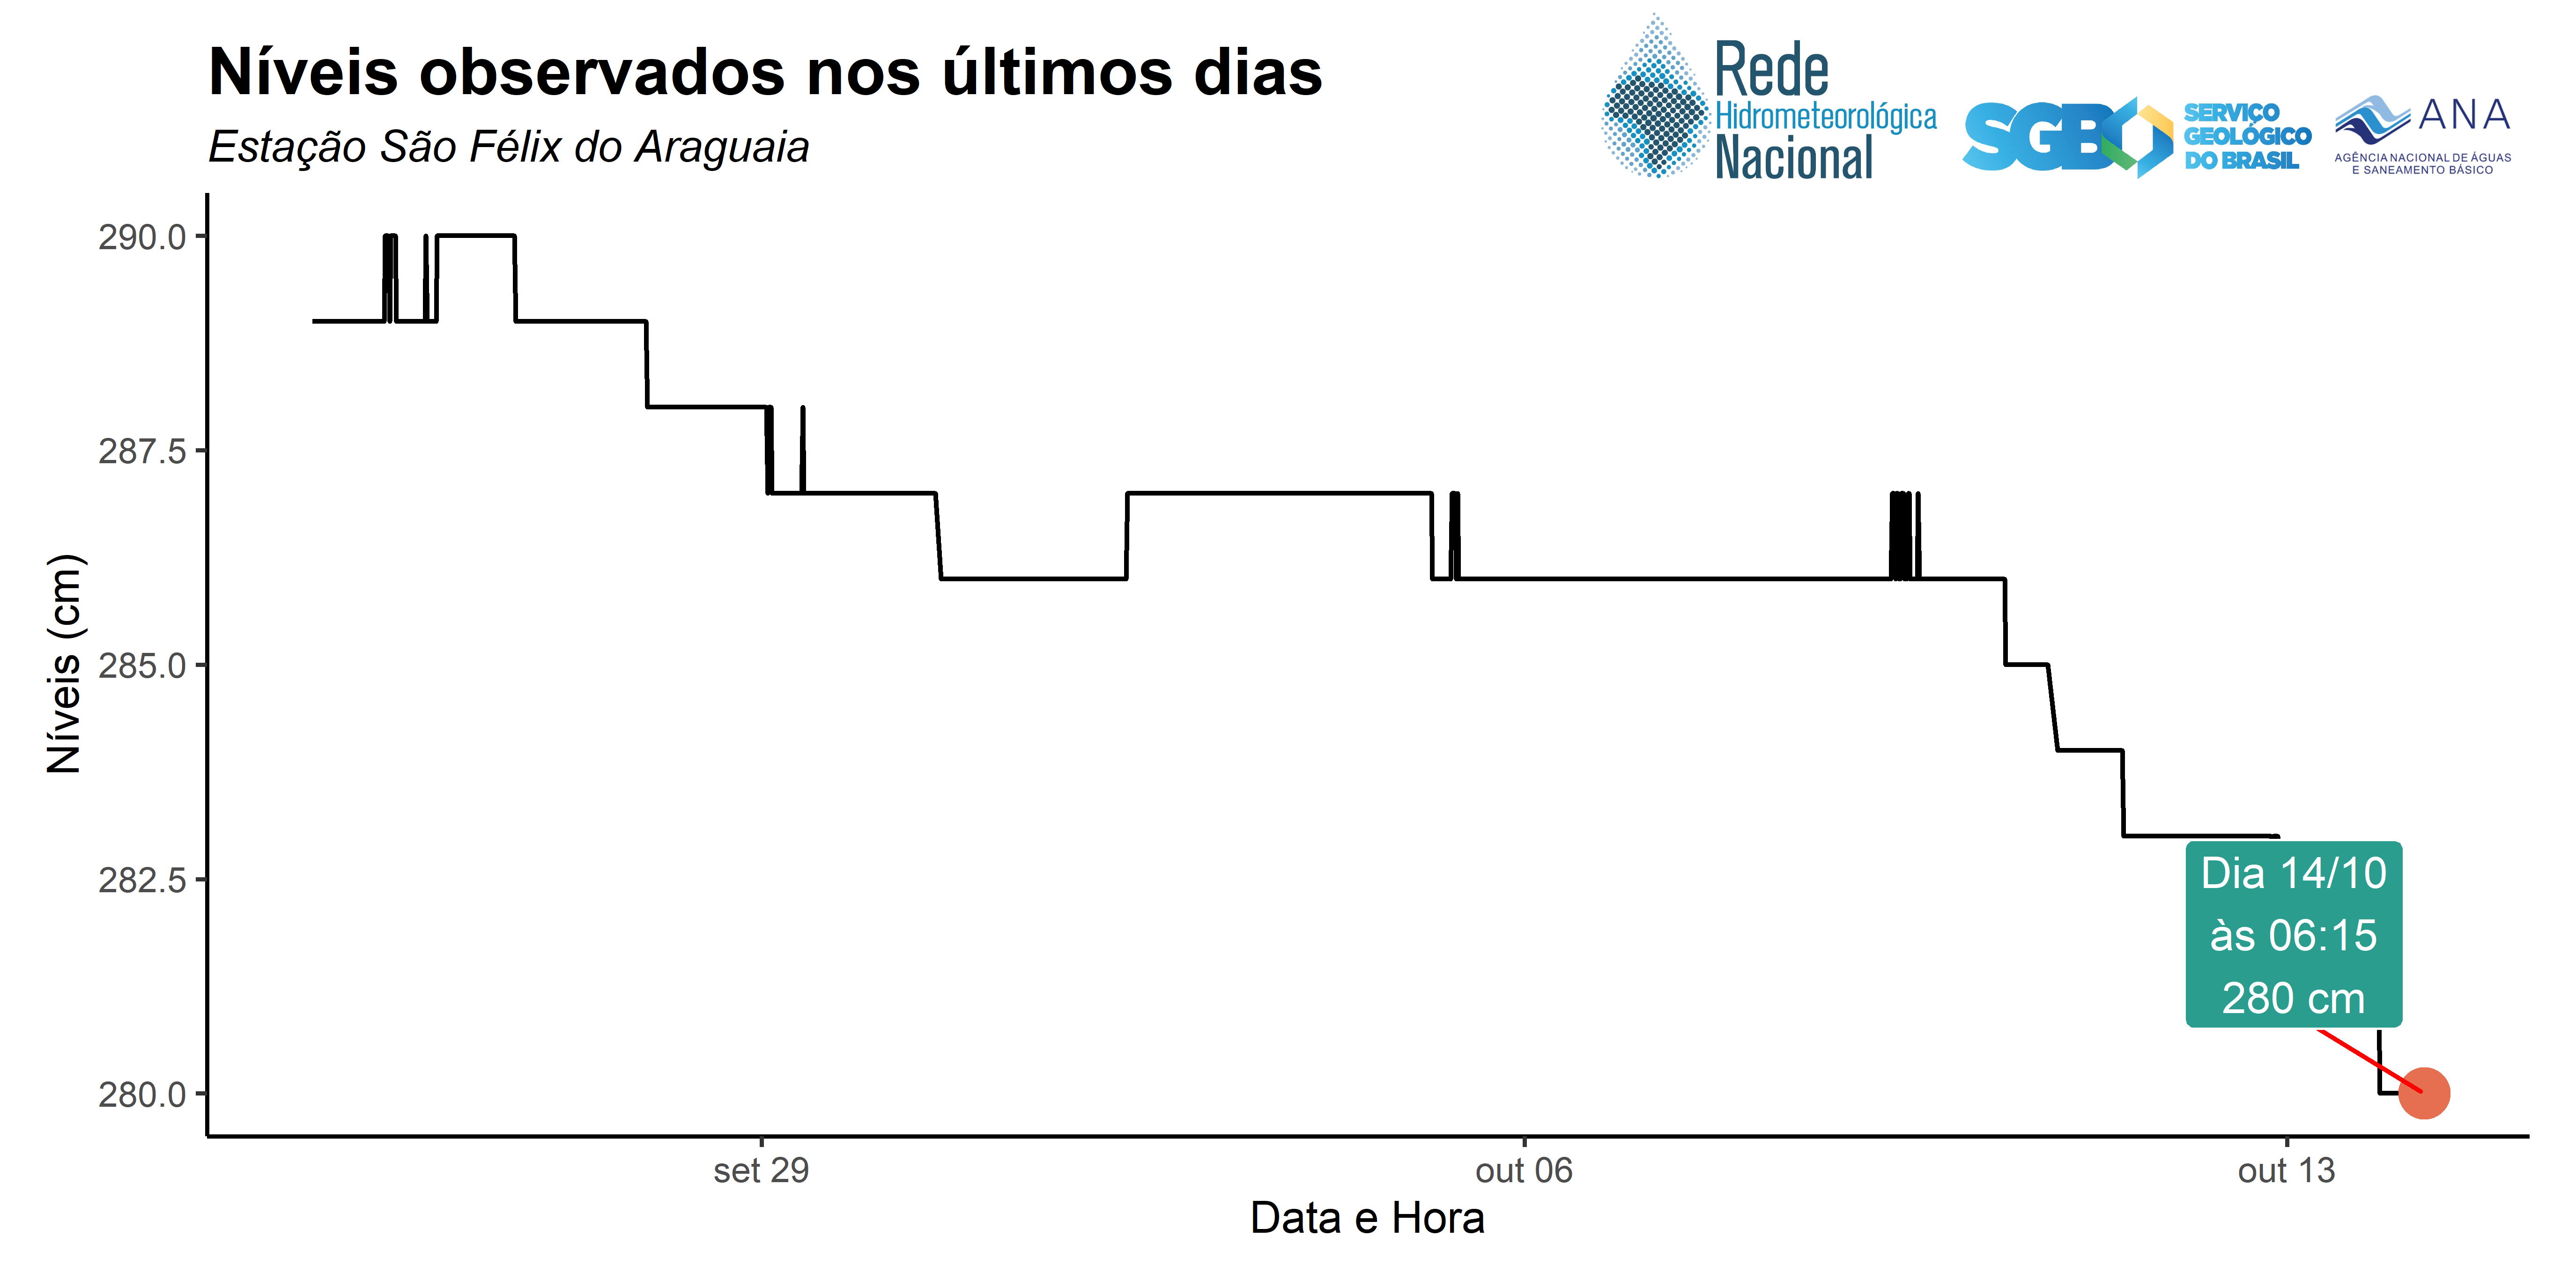 Níveis observados nos últimos dias
Estação São Félix do Araguaia
Rede
Hidrometeorológica
Nacional
SGB
SERVIÇO
GEOLÓGICO
DO BRASIL
ANA
AGÊNCIA NACIONAL DE ÁGUAS
E SANEAMENTO BÁSICO
Níveis (cm)
290.0
287.5
285.0
282.5
280.0
Dia 14/10
às 06:15
280 cm
set 29
out 06
out 13
Data e Hora